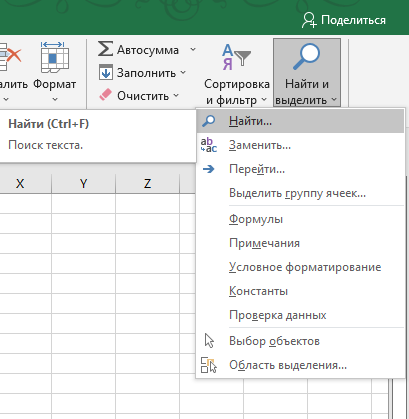 Поделиться
Автосумма
Заполнить
Очистить
Формат
Сортировка
и фильтр
Найти и
выделить
Найти (Ctrl+F)
Поиск текста.
Найти...
Заменить...
Перейти...
Выделить группу ячеек...
Формулы
Примечания
Условное форматирование
Константы
Проверка данных
Выбор объектов
Область выделения...
X Y Z